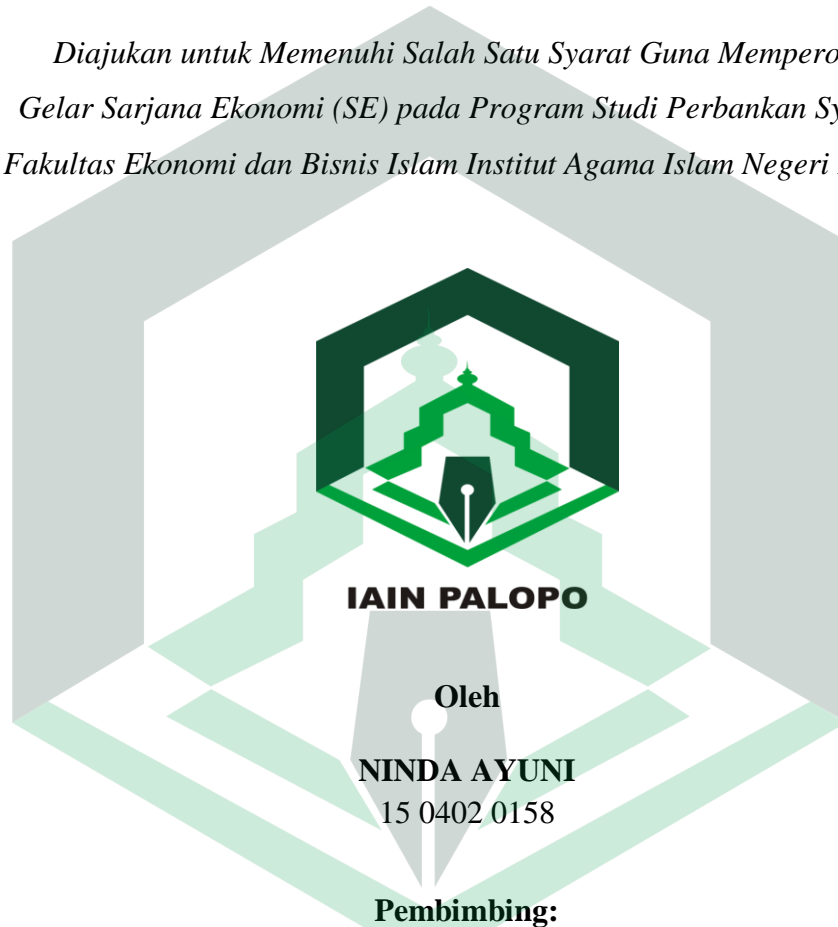 Diajukan untuk Memenuhi Salah Satu Syarat Guna Mempero
Gelar Sarjana Ekonomi (SE) pada Program Studi Perbankan Sy
Fakultas Ekonomi dan Bisnis Islam Institut Agama Islam Negeri
IAIN PALOPO
Oleh
NINDA AYUNI
15 0402 0158
Pembimbing: